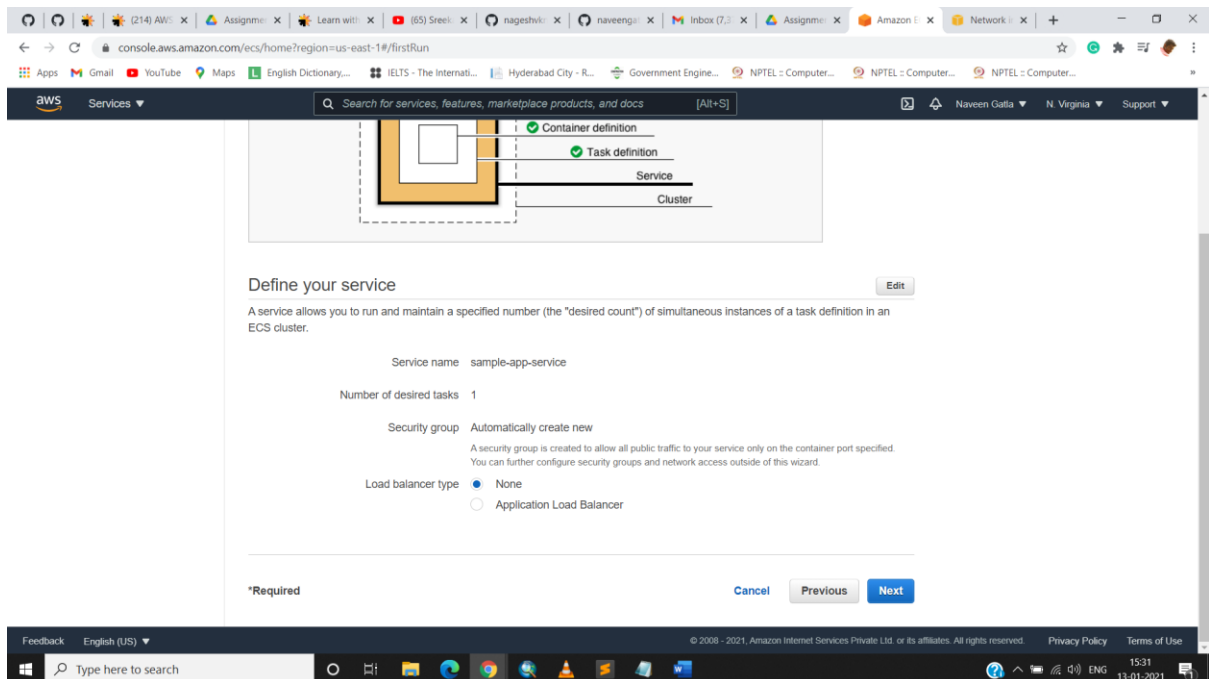 (214) AWS
Assignmen
Learn with
(65) Sreek
nageshvkn
naveengat
Inbox (7,3
Assignmen
Amazon E
Network in
console.aws.amazon.com/ecs/home?region=us-east-1#/firstRun
Apps Gmail YouTube Maps English Dictionary,... IELTS - The Internati... Hyderabad City - R... Government Engine... NPTEL :: Computer... NPTEL :: Computer... NPTEL :: Computer... »
aws Services ▼ Search for services, features, marketplace products, and docs [Alt+S] Naveen Gatla ▼ N. Virginia ▼ Support ▼
Container definition
Task definition
Service
Cluster
Define your service Edit
A service allows you to run and maintain a specified number (the "desired count") of simultaneous instances of a task definition in an
ECS cluster.
Service name sample-app-service
Number of desired tasks 1
Security group Automatically create new
A security group is created to allow all public traffic to your service only on the container port specified.
You can further configure security groups and network access outside of this wizard.
Load balancer type None
Application Load Balancer
*Required Cancel Previous Next
Feedback English (US) ▼ © 2008 - 2021, Amazon Internet Services Private Ltd. or its affiliates. All rights reserved. Privacy Policy Terms of Use
Type here to search ENG 15:31
13-01-2021